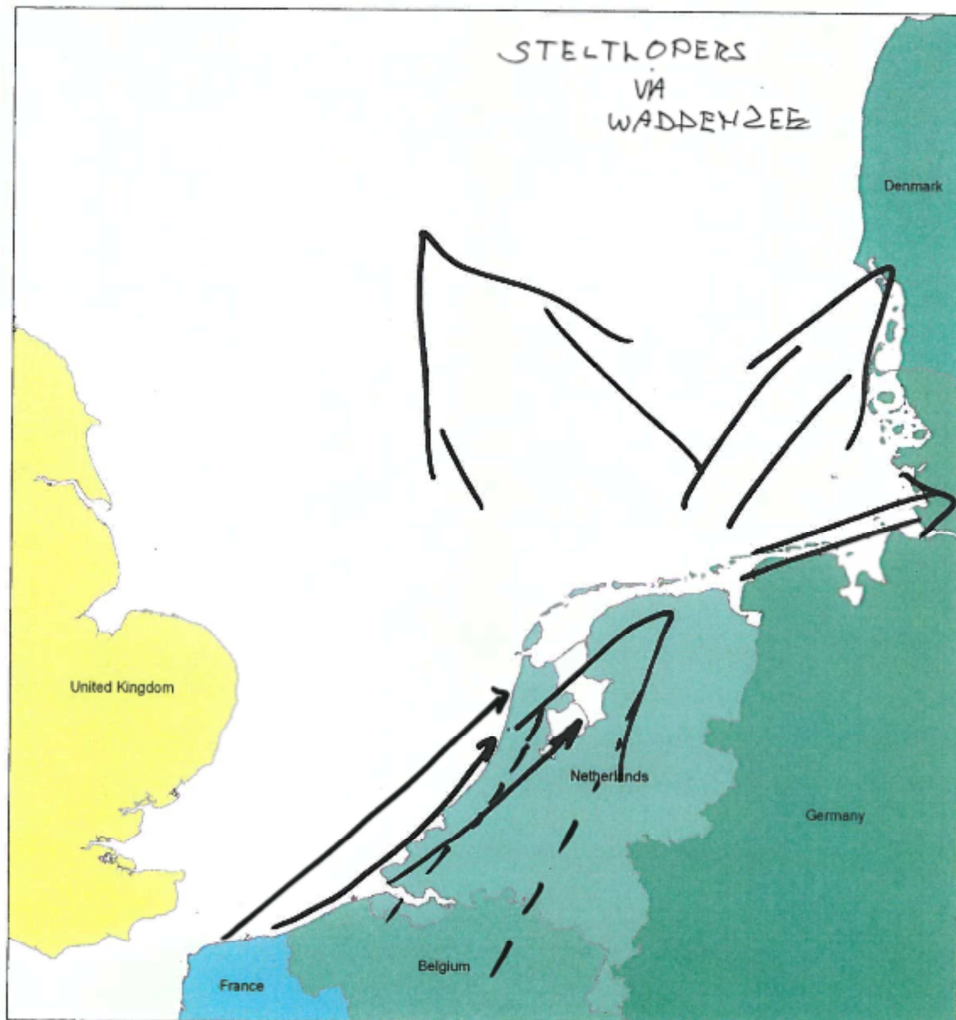 STELTLOPERS
VIA
WADDENZEE
Denmark
United Kingdom
Netherlands
Germany
Belgium
France